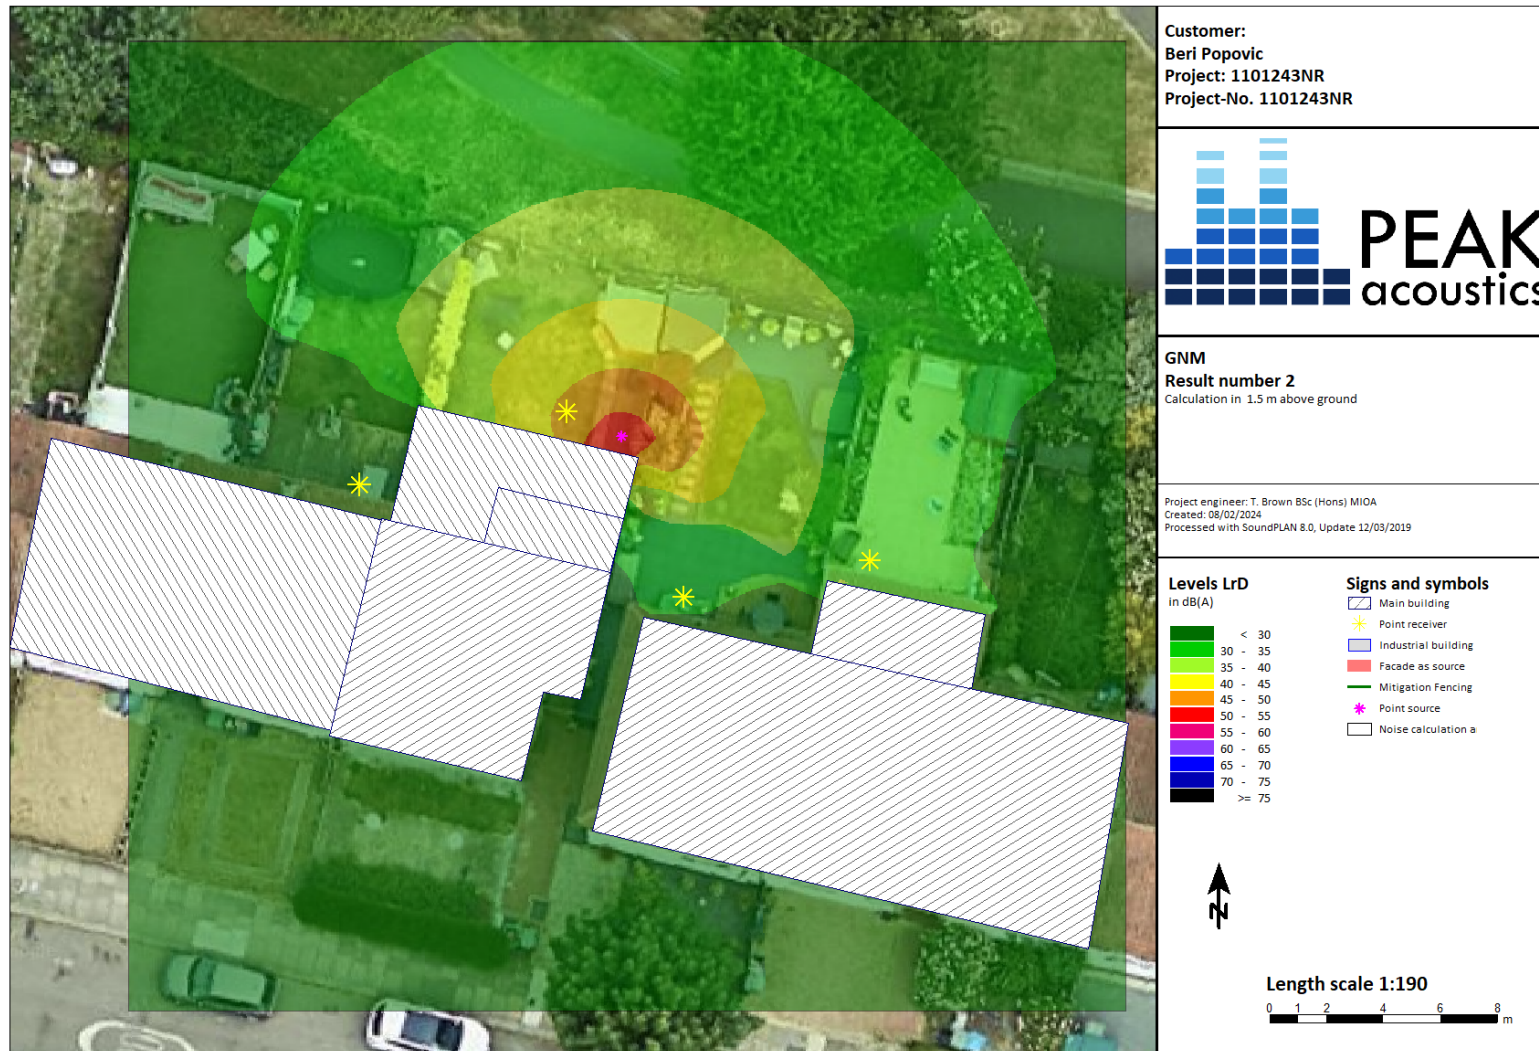 Customer:
Beri Popovic
Project: 1101243NR
Project-No. 1101243NR
PEAK
acoustics
GNM
Result number 2
Calculation in 1.5 m above ground
Project engineer: T. Brown BSc (Hons) MIOA
Created: 08/02/2024
Processed with SoundPLAN 8.0, Update 12/03/2019
Levels LrD
in dB(A)
< 30
30 - 35
35 - 40
40 - 45
45 - 50
50 - 55
55 - 60
60 - 65
65 - 70
70 - 75
>= 75
Signs and symbols
Main building
Point receiver
Industrial building
Facade as source
Mitigation Fencing
Point source
Noise calculation a
N
Length scale 1:190
0 1 2 4 6 8
m